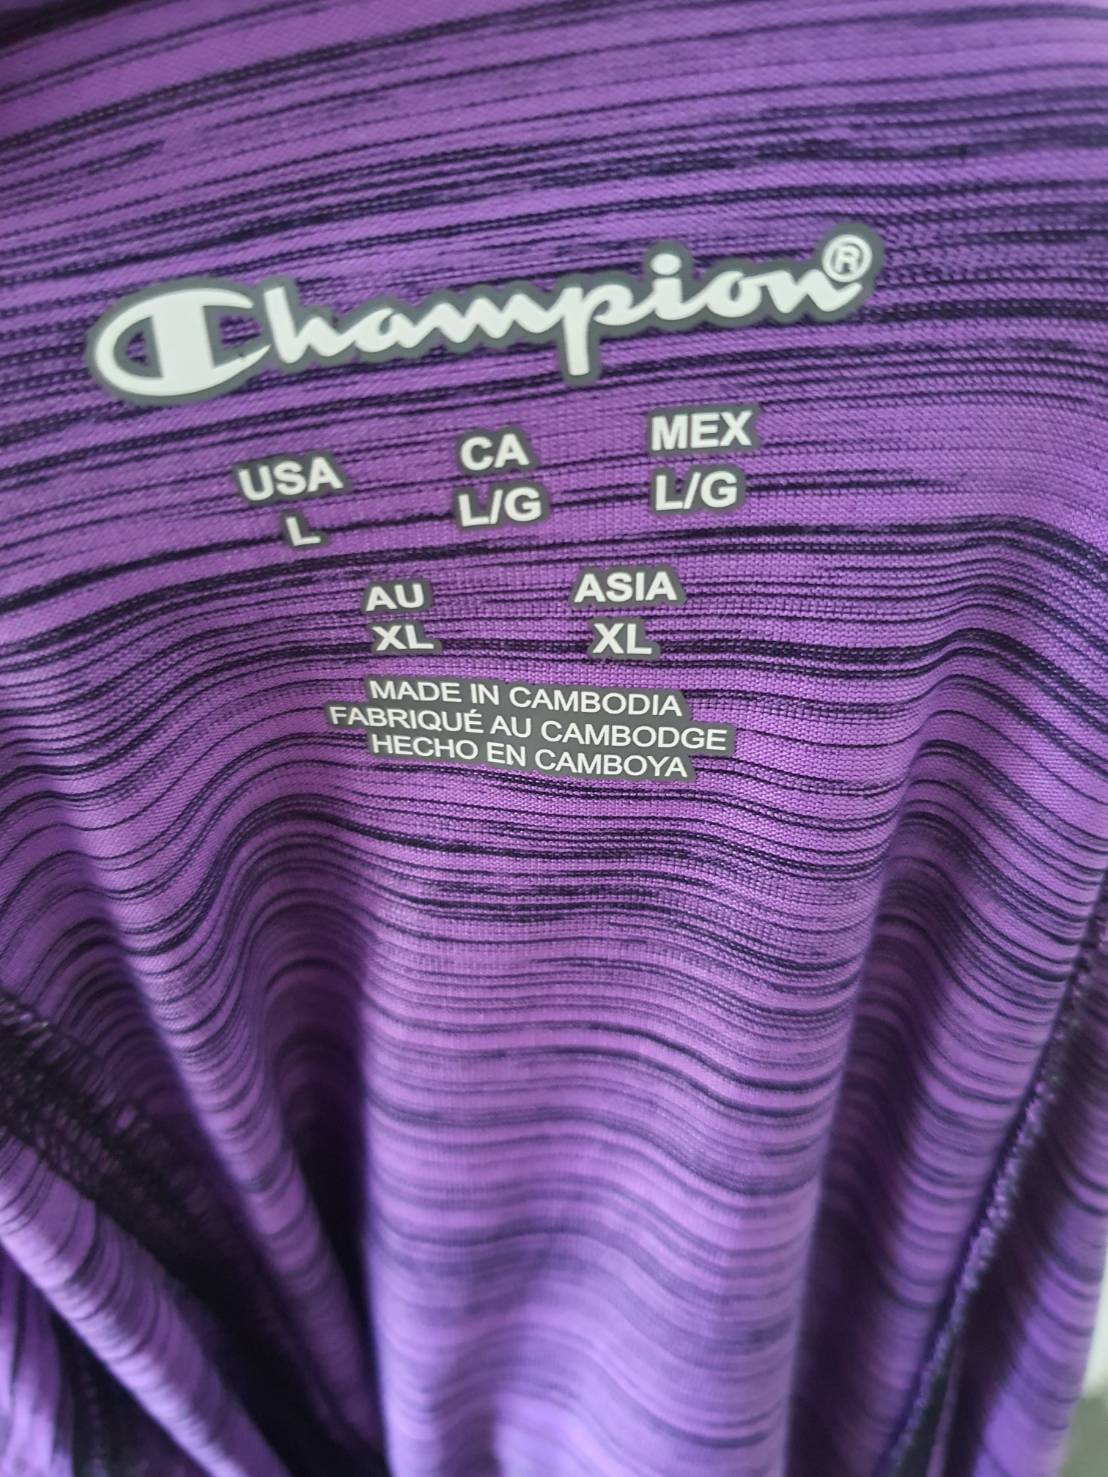 Champion®
USA CA MEX
L L/G L/G
AU ASIA
XL XL
MADE IN CAMBODIA
FABRIQUÉ AU CAMBODGE
HECHO EN CAMBOYA